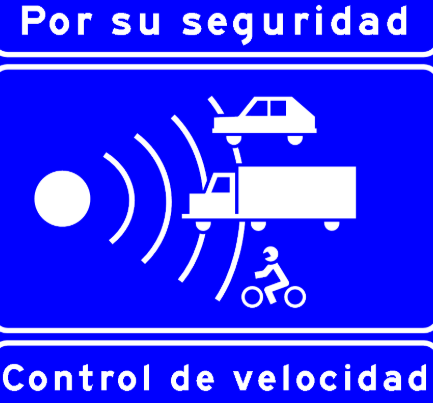 Por su seguridad
Control de velocidad